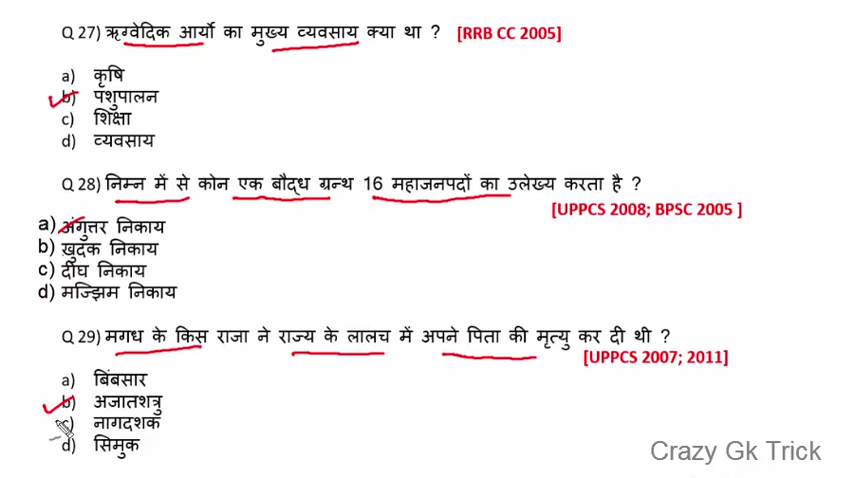 Q 27) ऋग्वेदिक आर्यो का मुख्य व्यवसाय क्या था ? [RRB CC 2005]
a) कृषि
b) पशुपालन
c) शिक्षा
d) व्यवसाय
Q 28) निम्न में से कोन एक बौद्ध ग्रन्थ 16 महाजनपदों का उलेख्य करता है ?
[UPPCS 2008; BPSC 2005 ]
a) अंगुत्तर निकाय
b) ख़ुदक निकाय
c) दीघ निकाय
d) मज्झिम निकाय
Q 29) मगध के किस राजा ने राज्य के लालच में अपने पिता की मृत्यु कर दी थी ?
[UPPCS 2007; 2011]
a) बिंबसार
b) अजातशत्रु
c) नागदशक
d) सिमुक
Crazy Gk Trick